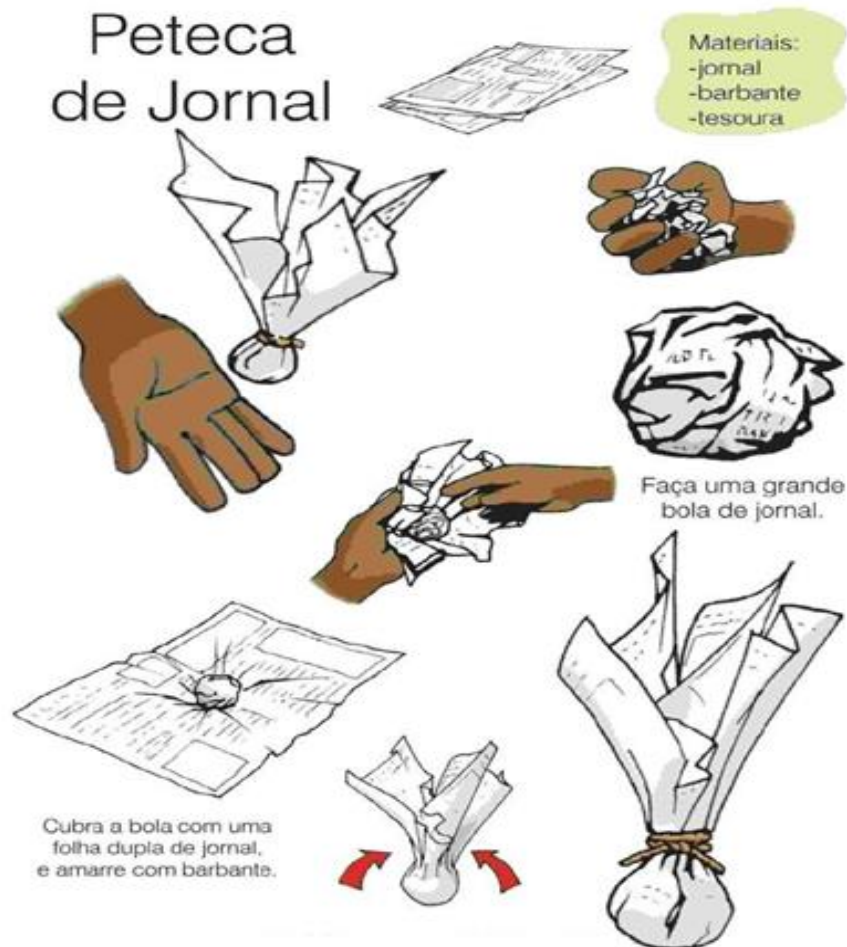 Peteca
de Jornal
Materiais:
-jornal
-barbante
-tesoura
Faça uma grande
bola de jornal.
Cubra a bola com uma
folha dupla de jornal,
e amarre com barbante.